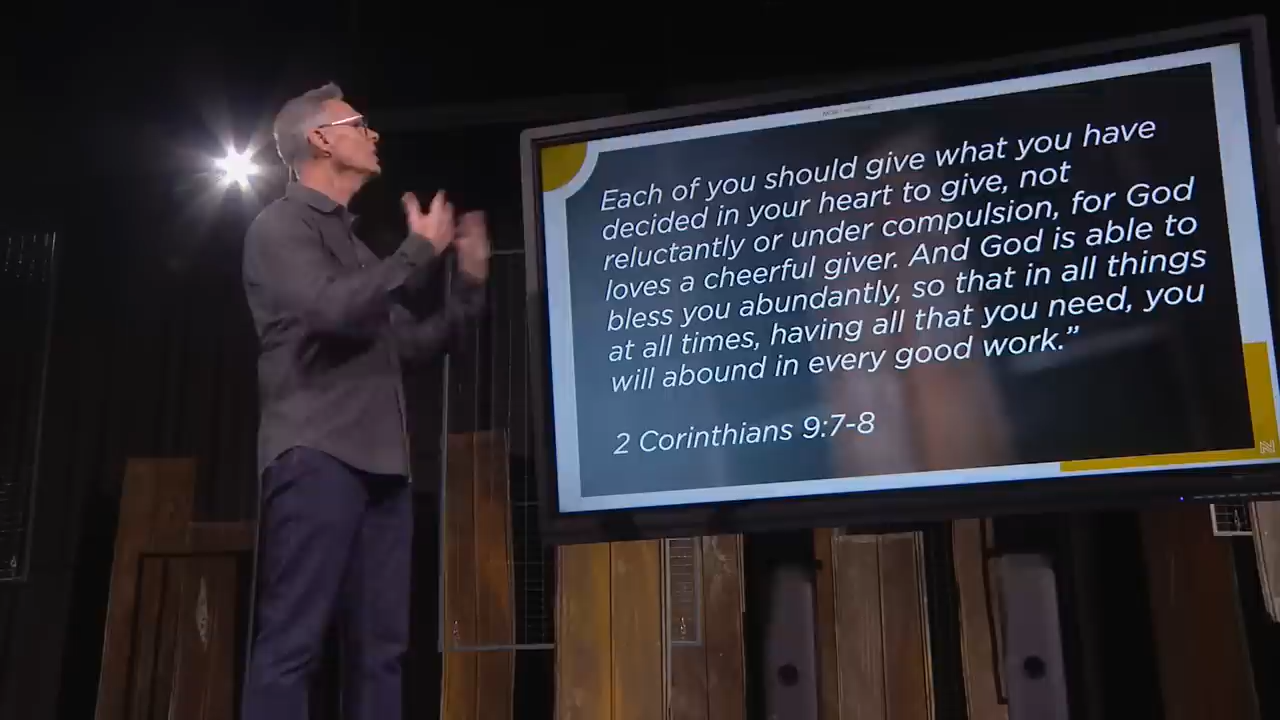 Each of you should give what you have
decided in your heart to give, not
reluctantly or under compulsion, for God
loves a cheerful giver. And God is able to
bless you abundantly, so that in all things
at all times, having all that you need, you
will abound in every good work.”
2 Corinthians 9:7-8